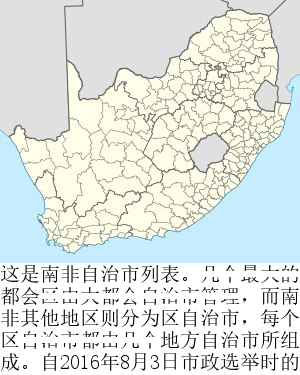 这是南非自治市列表。几个最大的
都会区由大都会自治市管理，而南
非其他地区则分为区自治市，每个
区自治市都由几个地方自治市所组
成。自2016年8月3日市政选举时的